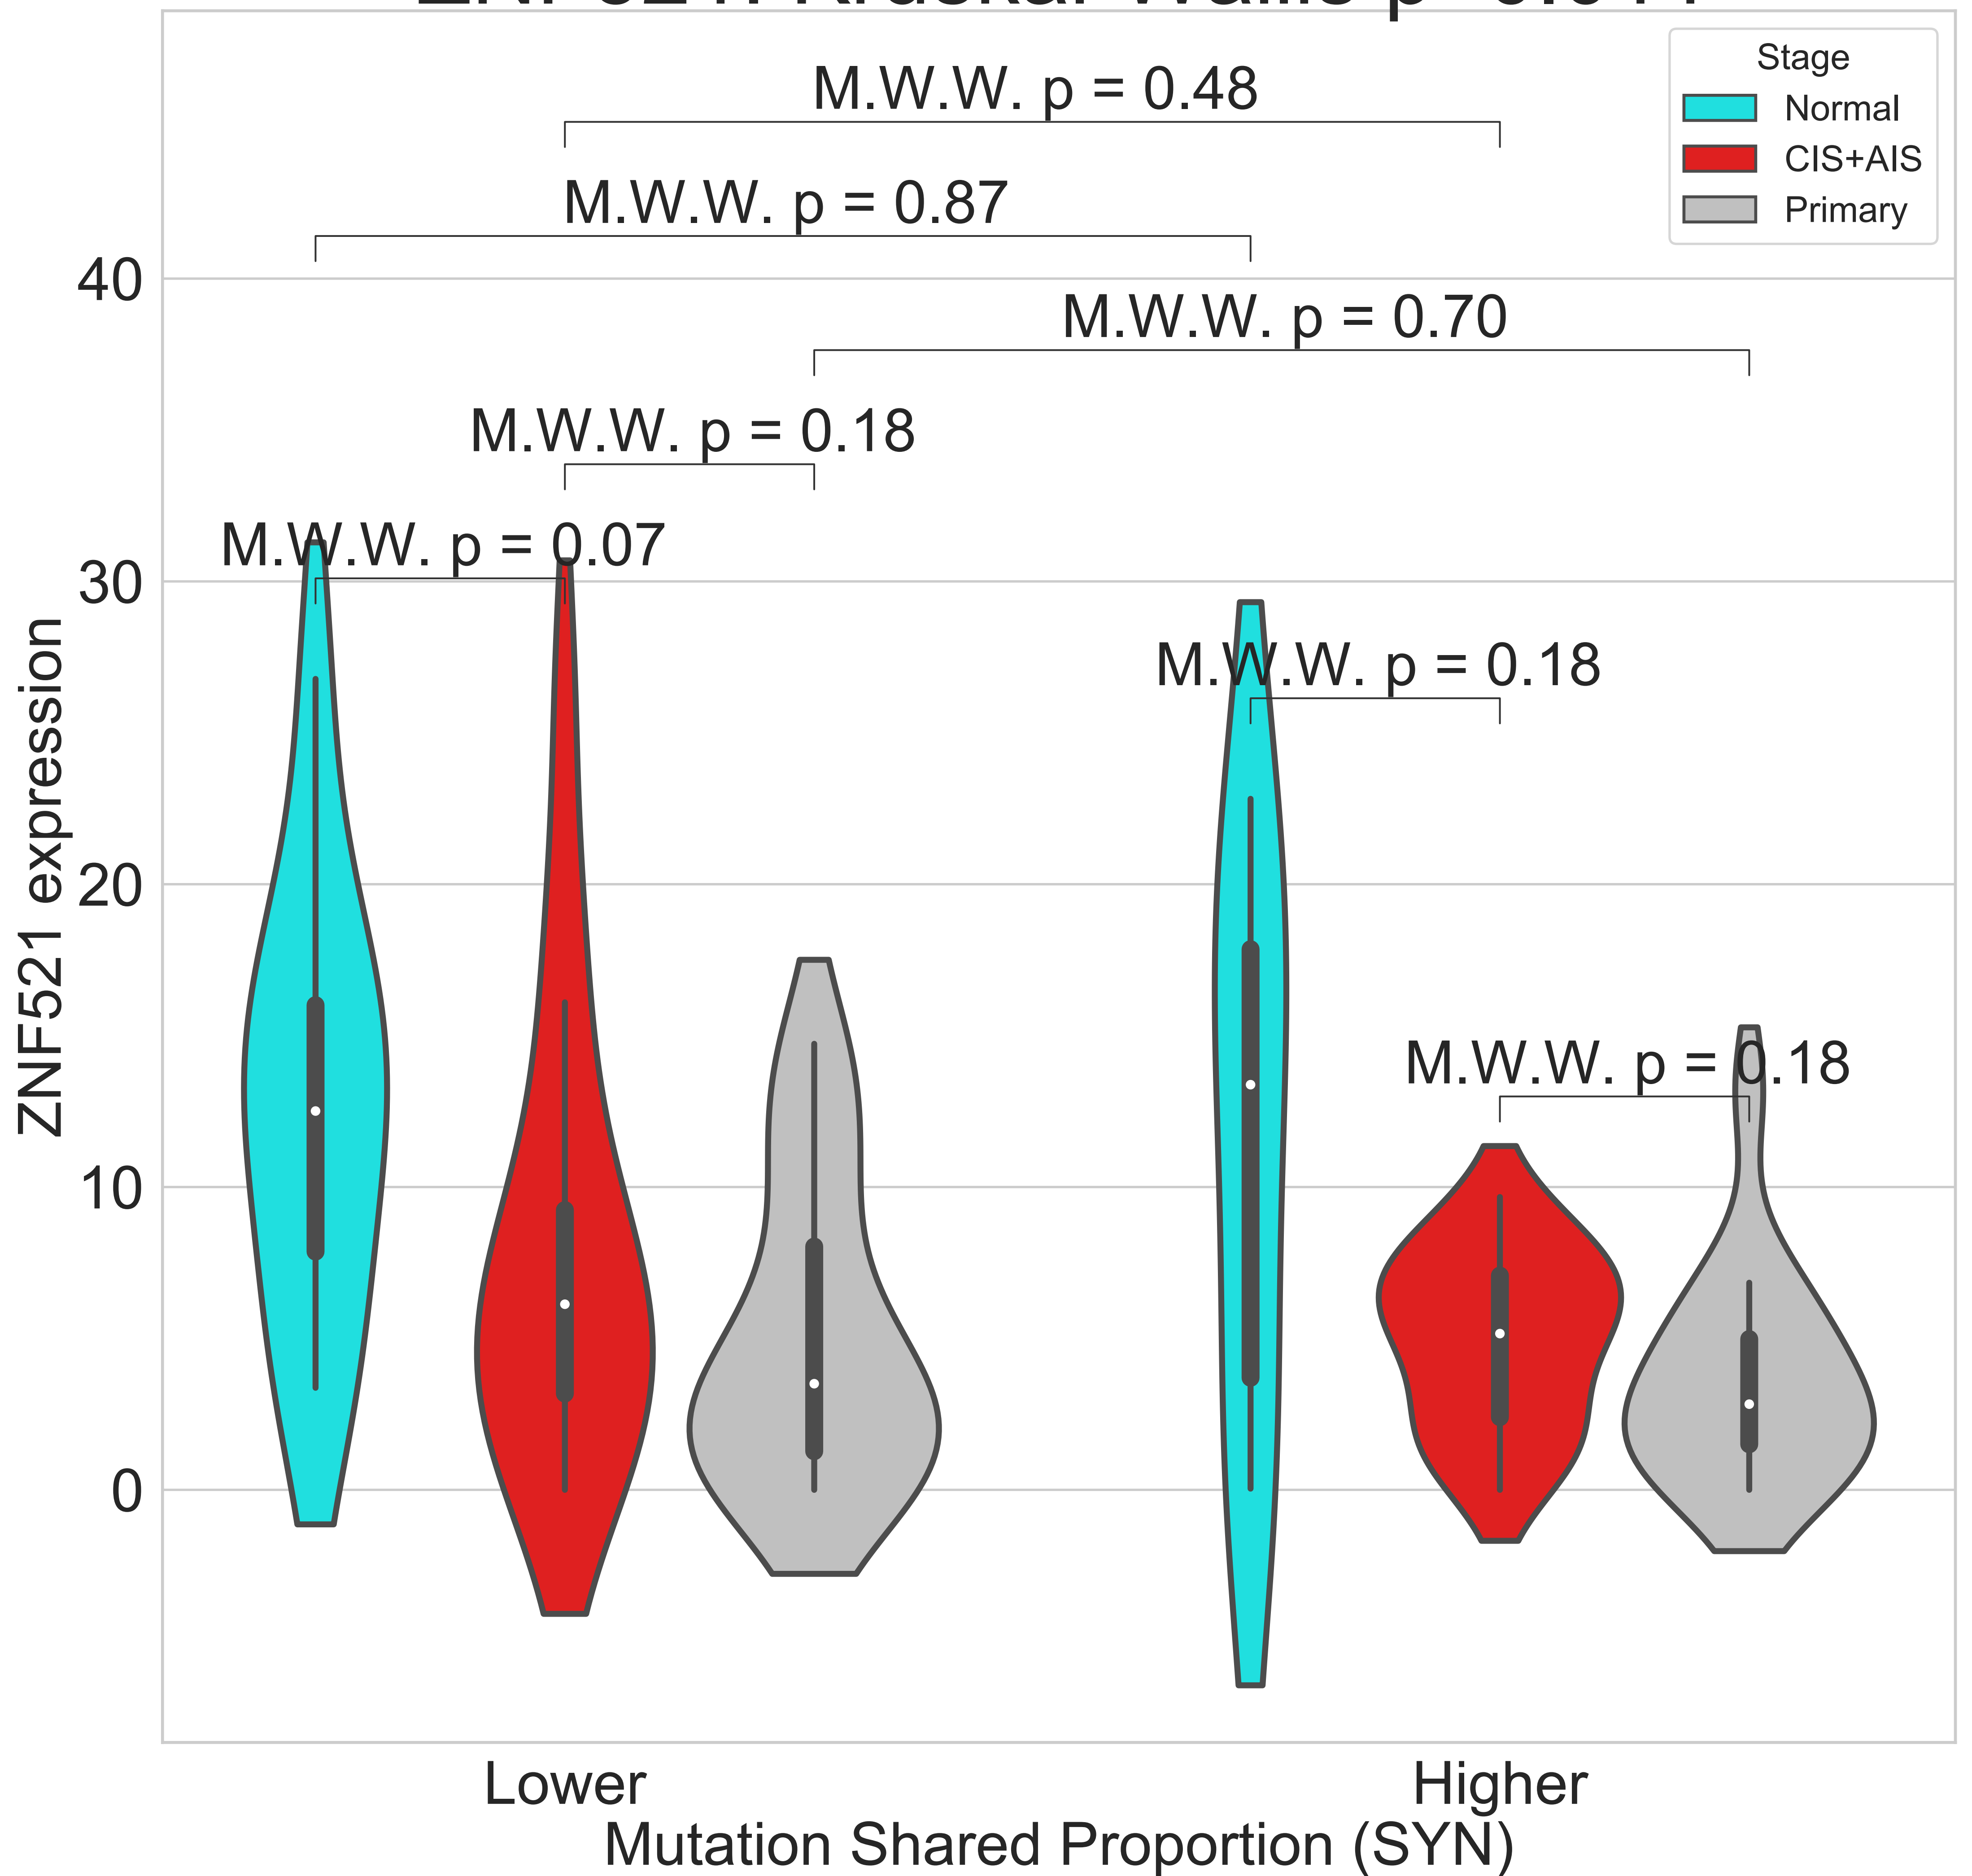 Stage
Normal
CIS+AIS
Primary
M.W.W. p = 0.48
M.W.W. p = 0.87
M.W.W. p = 0.70
M.W.W. p = 0.18
M.W.W. p = 0.07
M.W.W. p = 0.18
M.W.W. p = 0.18
40
30
20
10
0
ZNF521 expression
Lower
Higher
Mutation Shared Proportion (SYN)